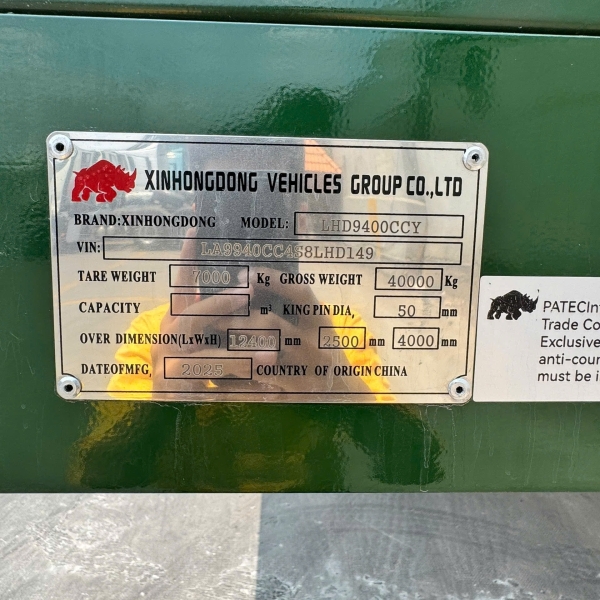 XINHONGDONG VEHICLES GROUP CO.,LTD
BRAND:XINHONGDONG MODEL: LHD9400CCY
VIN: LA9940CC4S8LHD149
TARE WEIGHT 7000 Kg GROSS WEIGHT 40000 Kg
CAPACITY m³ KING PIN DIA, 50 mm
OVER DIMENSION(LxWxH) 12400 mm 2500 mm 4000 mm
DATEOFMFG, 2025 COUNTRY OF ORIGIN CHINA
PATECInt
Trade Co
Exclusive
anti-coun
must be i